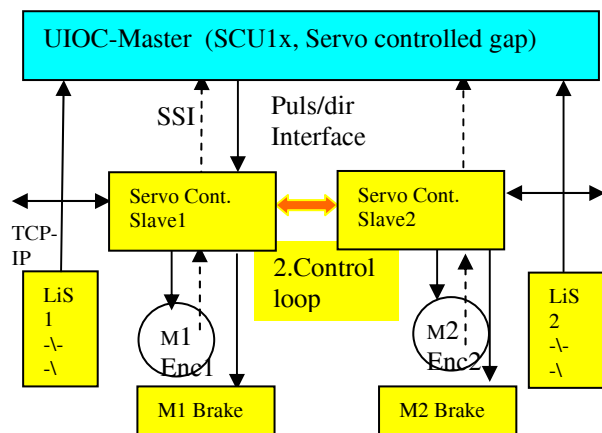 UIOC-Master (SCU1x, Servo controlled gap)
SSI
Puls/dir
Interface
Servo Cont.
Slave1
Servo Cont.
Slave2
TCP-
IP
2.Control
loop
LiS
1
-\-
-\
M1
Enc1
M2
Enc2
LiS
2
-\-
-\
M1 Brake
M2 Brake